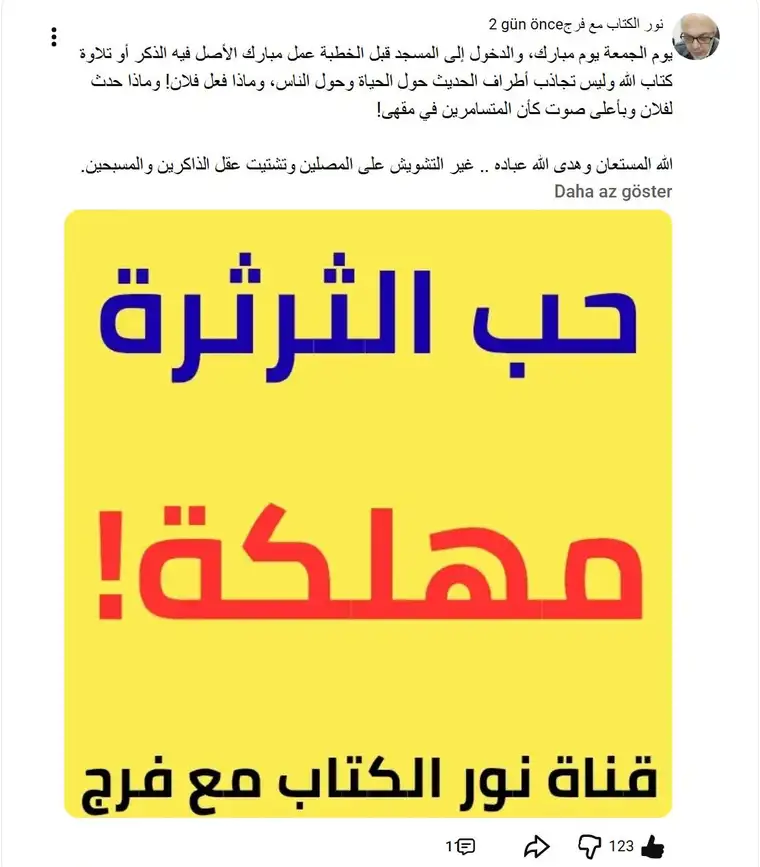 نور الكتاب مع فرج2 gün önce
يوم الجمعة يوم مبارك، والدخول إلى المسجد قبل الخطبة عمل مبارك الأصل فيه الذكر أو تلاوة
كتاب الله وليس تجاذب أطراف الحديث حول الحياة وحول الناس، وماذا فعل فلان! وماذا حدث
لفلان وبأعلى صوت كأن المتسامرين في مقهى!
الله المستعان وهدى الله عباده .. غير التشويش على المصلين وتشتيت عقل الذاكرين والمسبحين.
Daha az göster
حب الثرثرة
مهلكة!
قناة نور الكتاب مع فرج
123
1